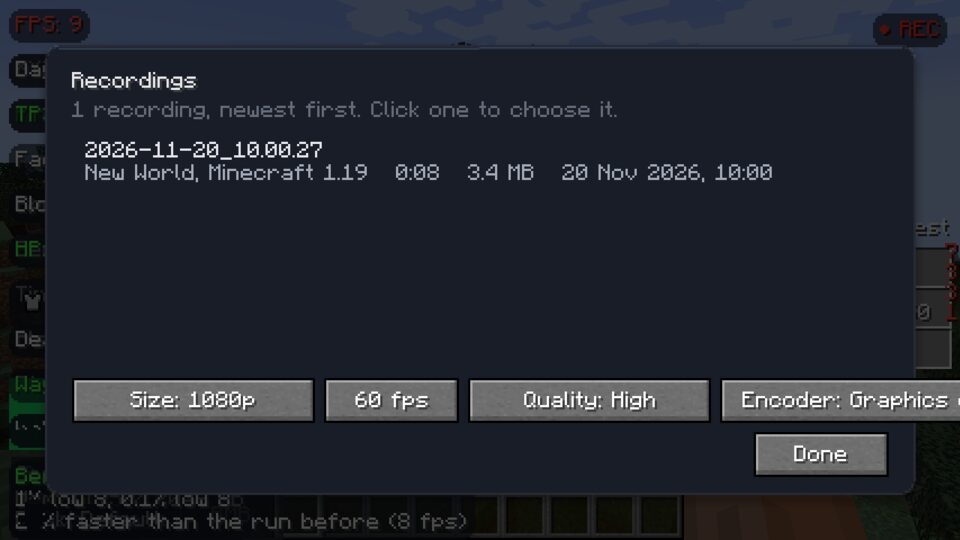 FPS: 9
REC
Recordings
1 recording, newest first. Click one to choose it.
2026-11-20_10.00.27
New World, Minecraft 1.19 0:08 3.4 MB 20 Nov 2026, 10:00
Size: 1080p
60 fps
Quality: High
Encoder: Graphics
Done
faster than the run before (8 fps)